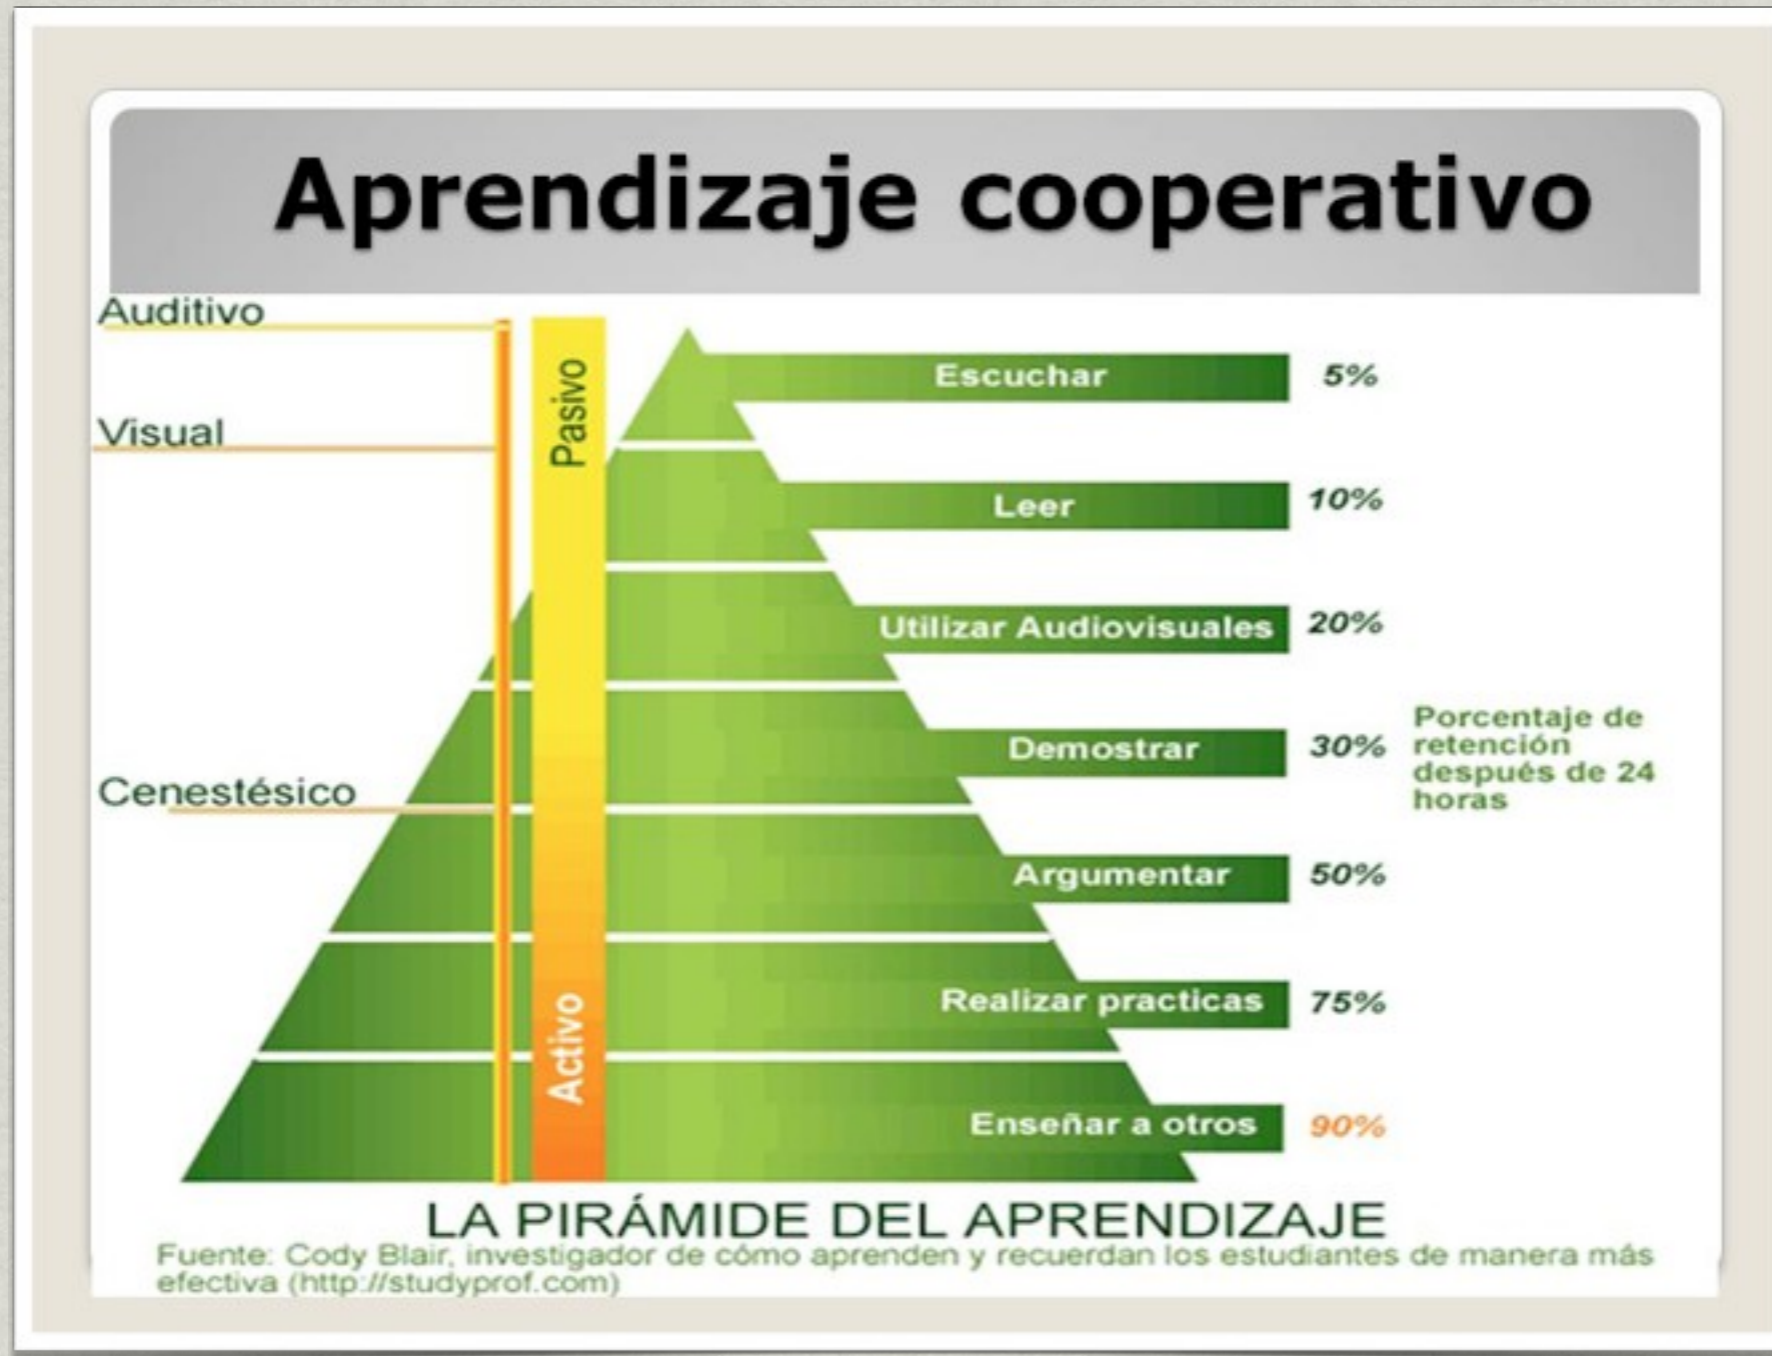 Aprendizaje cooperativo
Auditivo
Visual
Cenestésico
Pasivo
Activo
Escuchar 5%
Leer 10%
Utilizar Audiovisuales 20%
Demostrar 30%
Argumentar 50%
Realizar practicas 75%
Enseñar a otros 90%
Porcentaje de
retención
después de 24
horas
LA PIRÁMIDE DEL APRENDIZAJE
Fuente: Cody Blair, investigador de cómo aprenden y recuerdan los estudiantes de manera más
efectiva (http://studyprof.com)